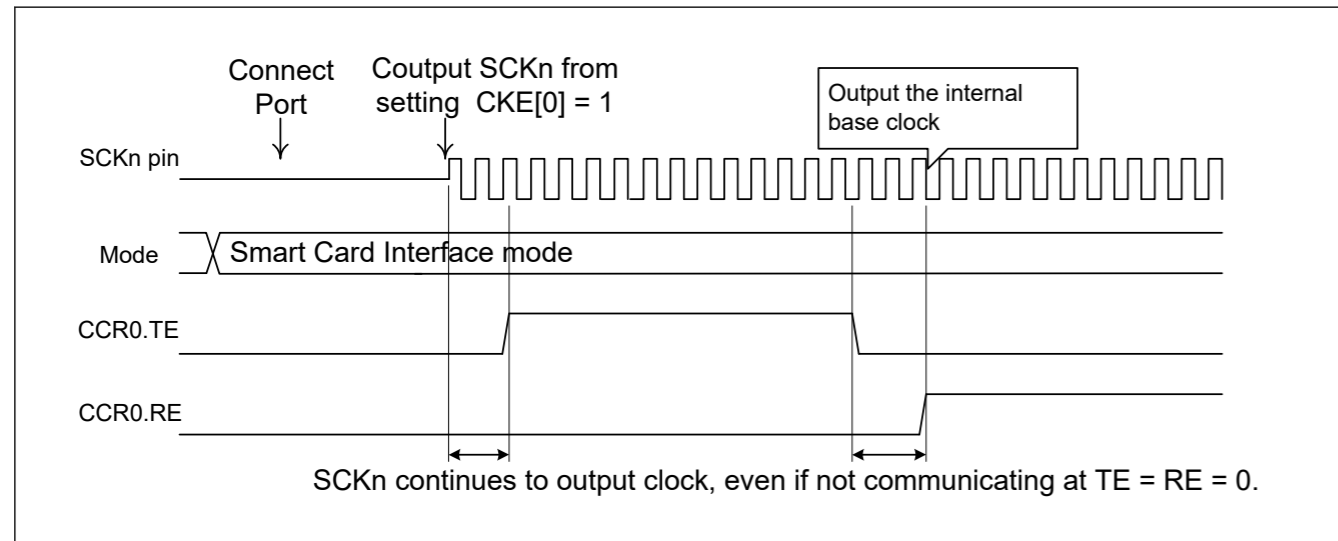 Connect
Port
Coutput SCKn from
setting CKE[0] = 1
Output the internal
base clock
SCKn pin
Mode
Smart Card Interface mode
CCR0.TE
CCR0.RE
SCKn continues to output clock, even if not communicating at TE = RE = 0.